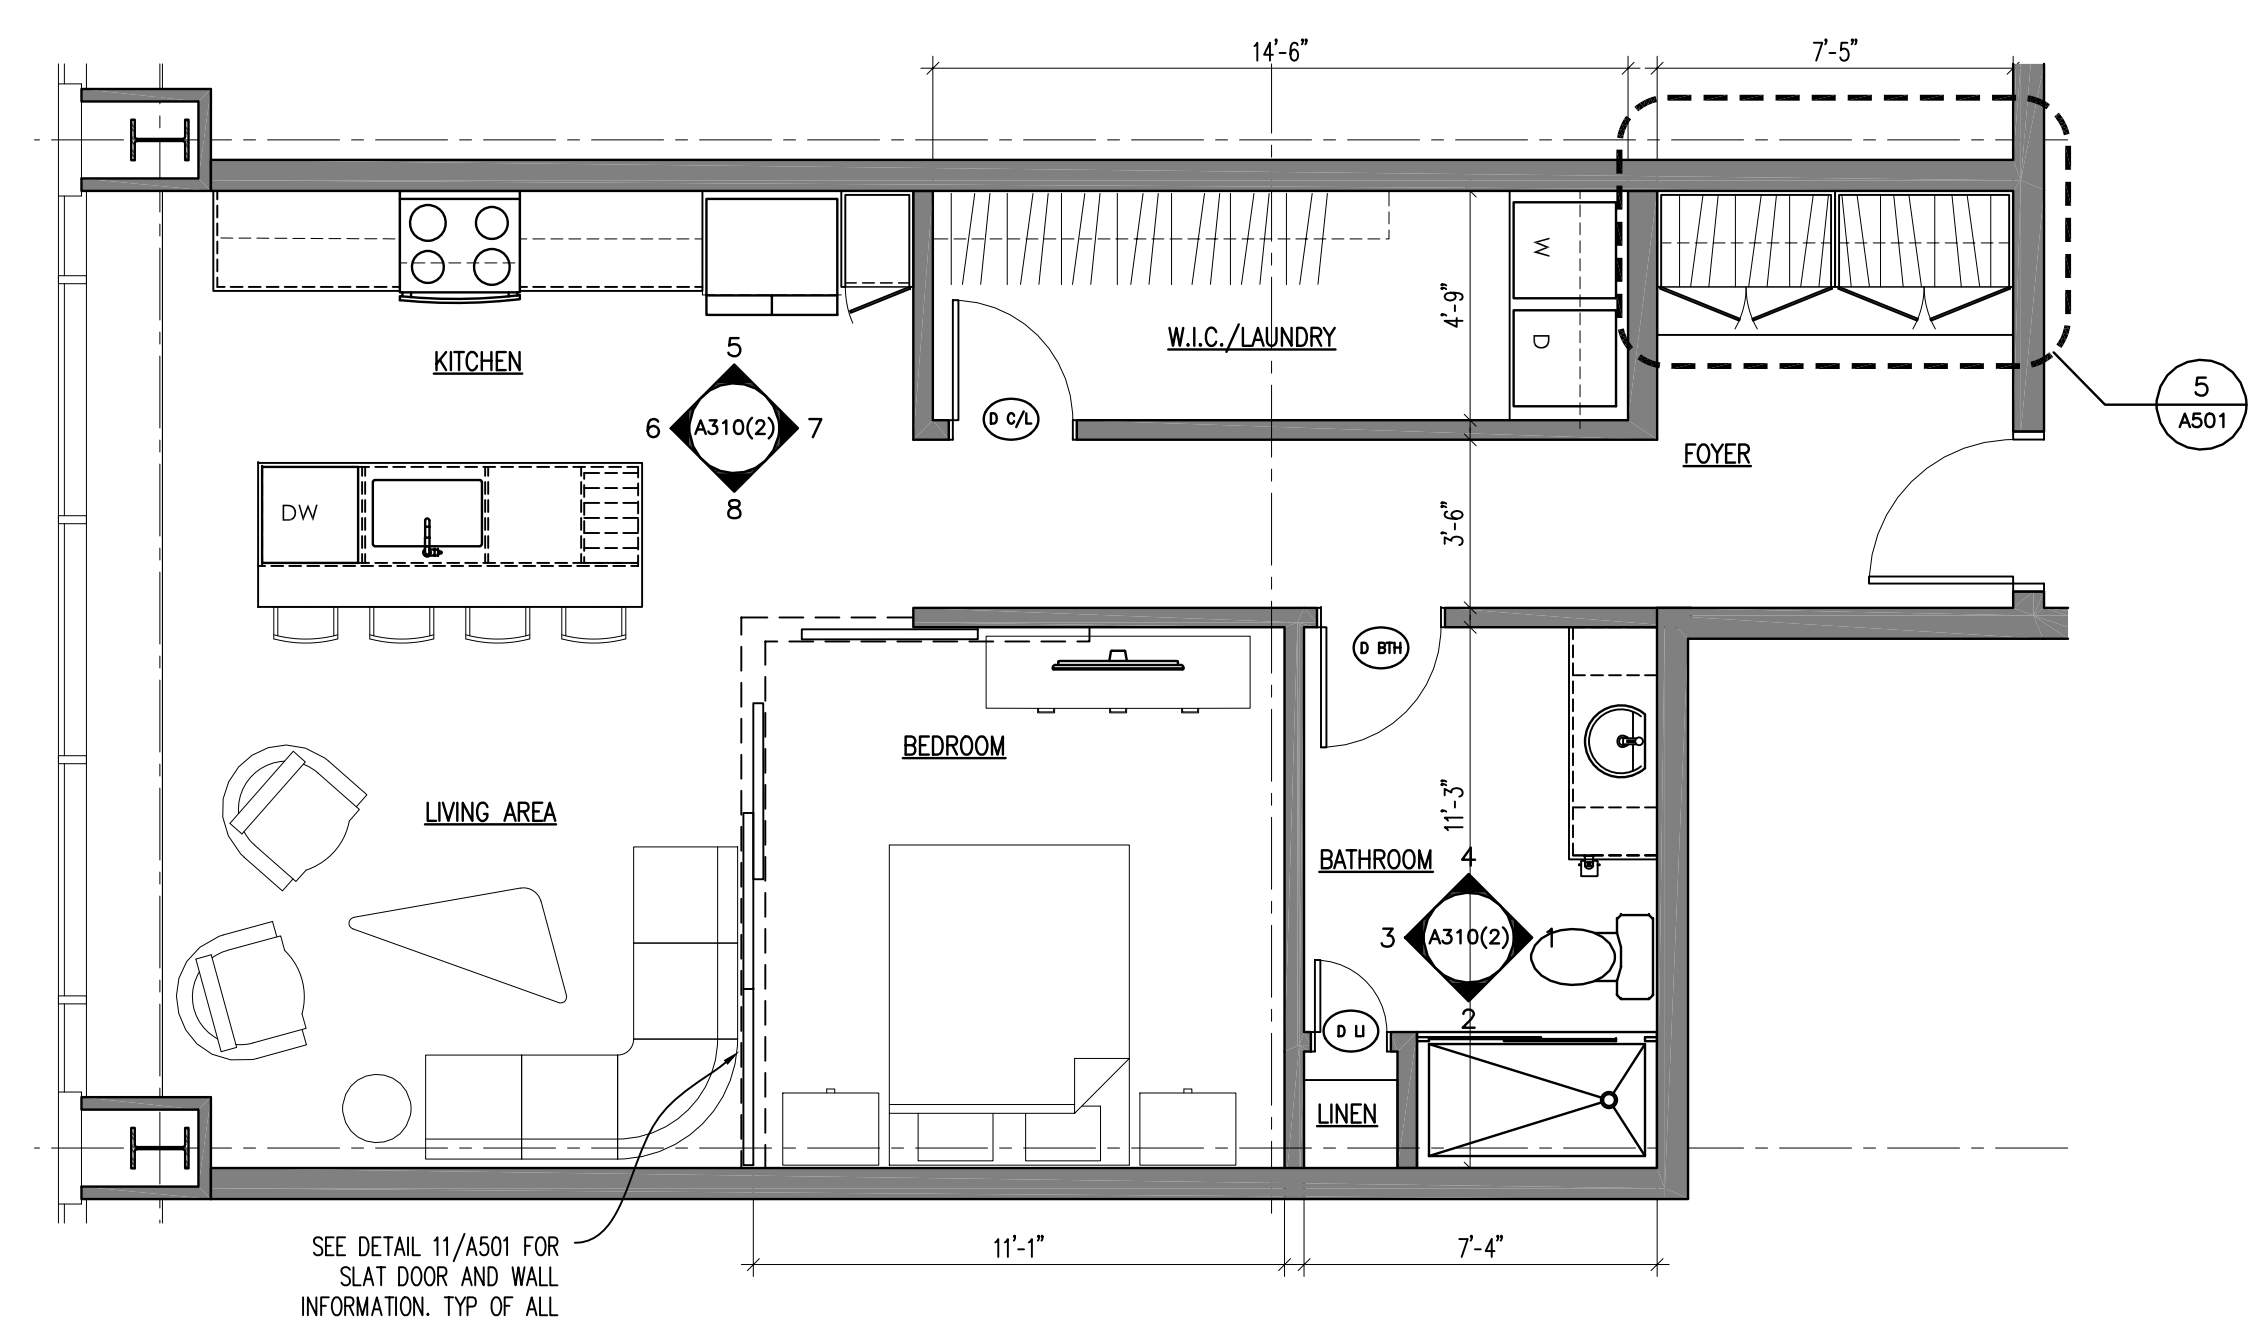 14'-6"
7'-5"
W
D
4'-9"
W.I.C./LAUNDRY
KITCHEN
5
6
A310(2)
7
8
D C/L
5
A501
FOYER
DW
3'-6"
D BTH
BEDROOM
LIVING AREA
11'-3"
BATHROOM
4
3
A310(2)
1
2
D LI
LINEN
SEE DETAIL 11/A501 FOR
SLAT DOOR AND WALL
INFORMATION. TYP OF ALL
11'-1"
7'-4"